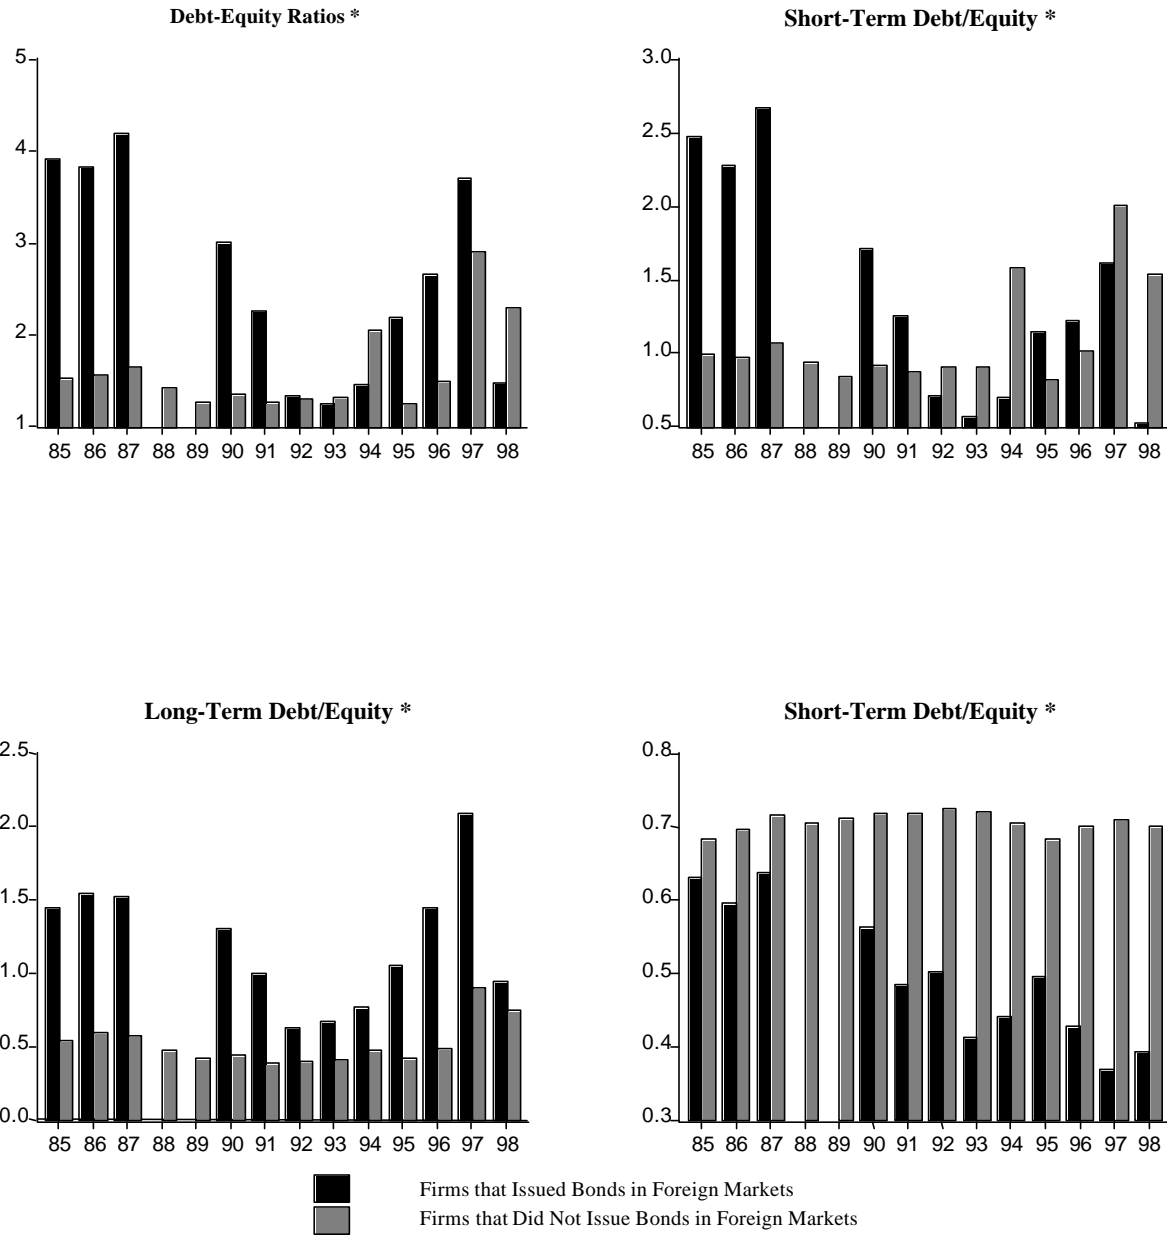 Debt-Equity Ratios *
5
4
3
2
1
85 86 87 88 89 90 91 92 93 94 95 96 97 98
Short-Term Debt/Equity *
3.0
2.5
2.0
1.5
1.0
0.5
85 86 87 88 89 90 91 92 93 94 95 96 97 98
Long-Term Debt/Equity *
2.5
2.0
1.5
1.0
0.5
0.0
85 86 87 88 89 90 91 92 93 94 95 96 97 98
Short-Term Debt/Equity *
0.8
0.7
0.6
0.5
0.4
0.3
85 86 87 88 89 90 91 92 93 94 95 96 97 98
Firms that Issued Bonds in Foreign Markets
Firms that Did Not Issue Bonds in Foreign Markets